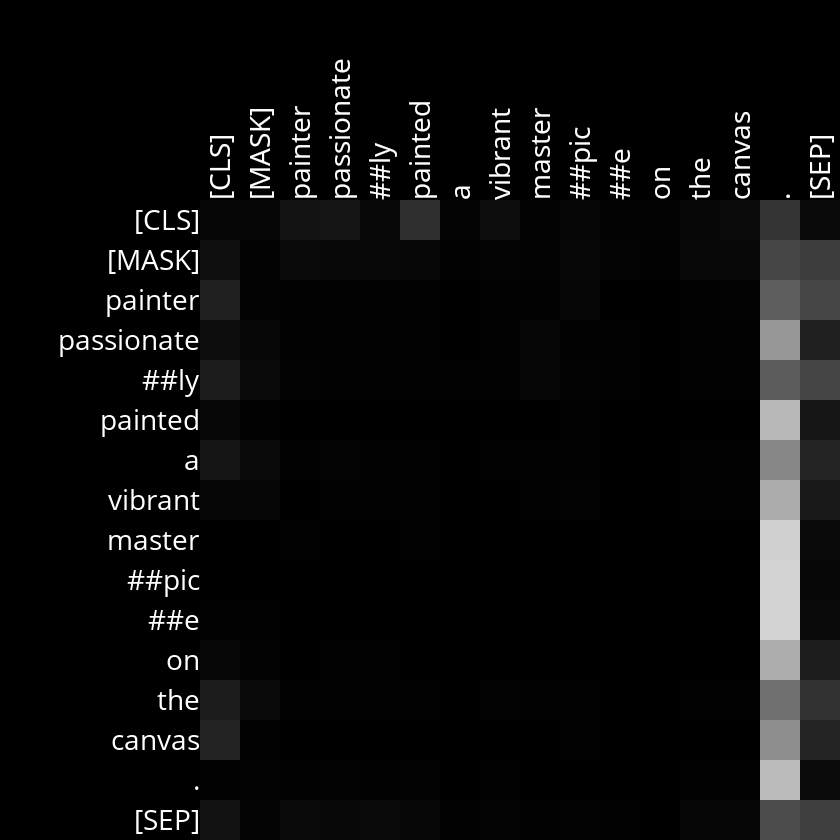 [CLS] [MASK] painter passionate ##ly painted a vibrant master ##pic ##e on the canvas . [SEP]
[CLS]
[MASK]
painter
passionate
##ly
painted
a
vibrant
master
##pic
##e
on
the
canvas
.
[SEP]